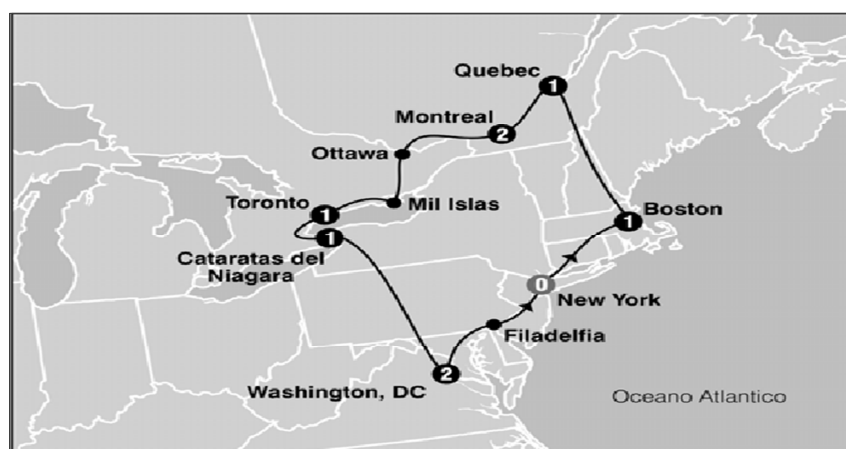 Quebec
1
Montreal
2
Ottawa
Toronto
1
Mil Islas
Boston
1
Cataratas del
Niagara
1
0
New York
Filadelfia
Washington, DC
2
Oceano Atlantico